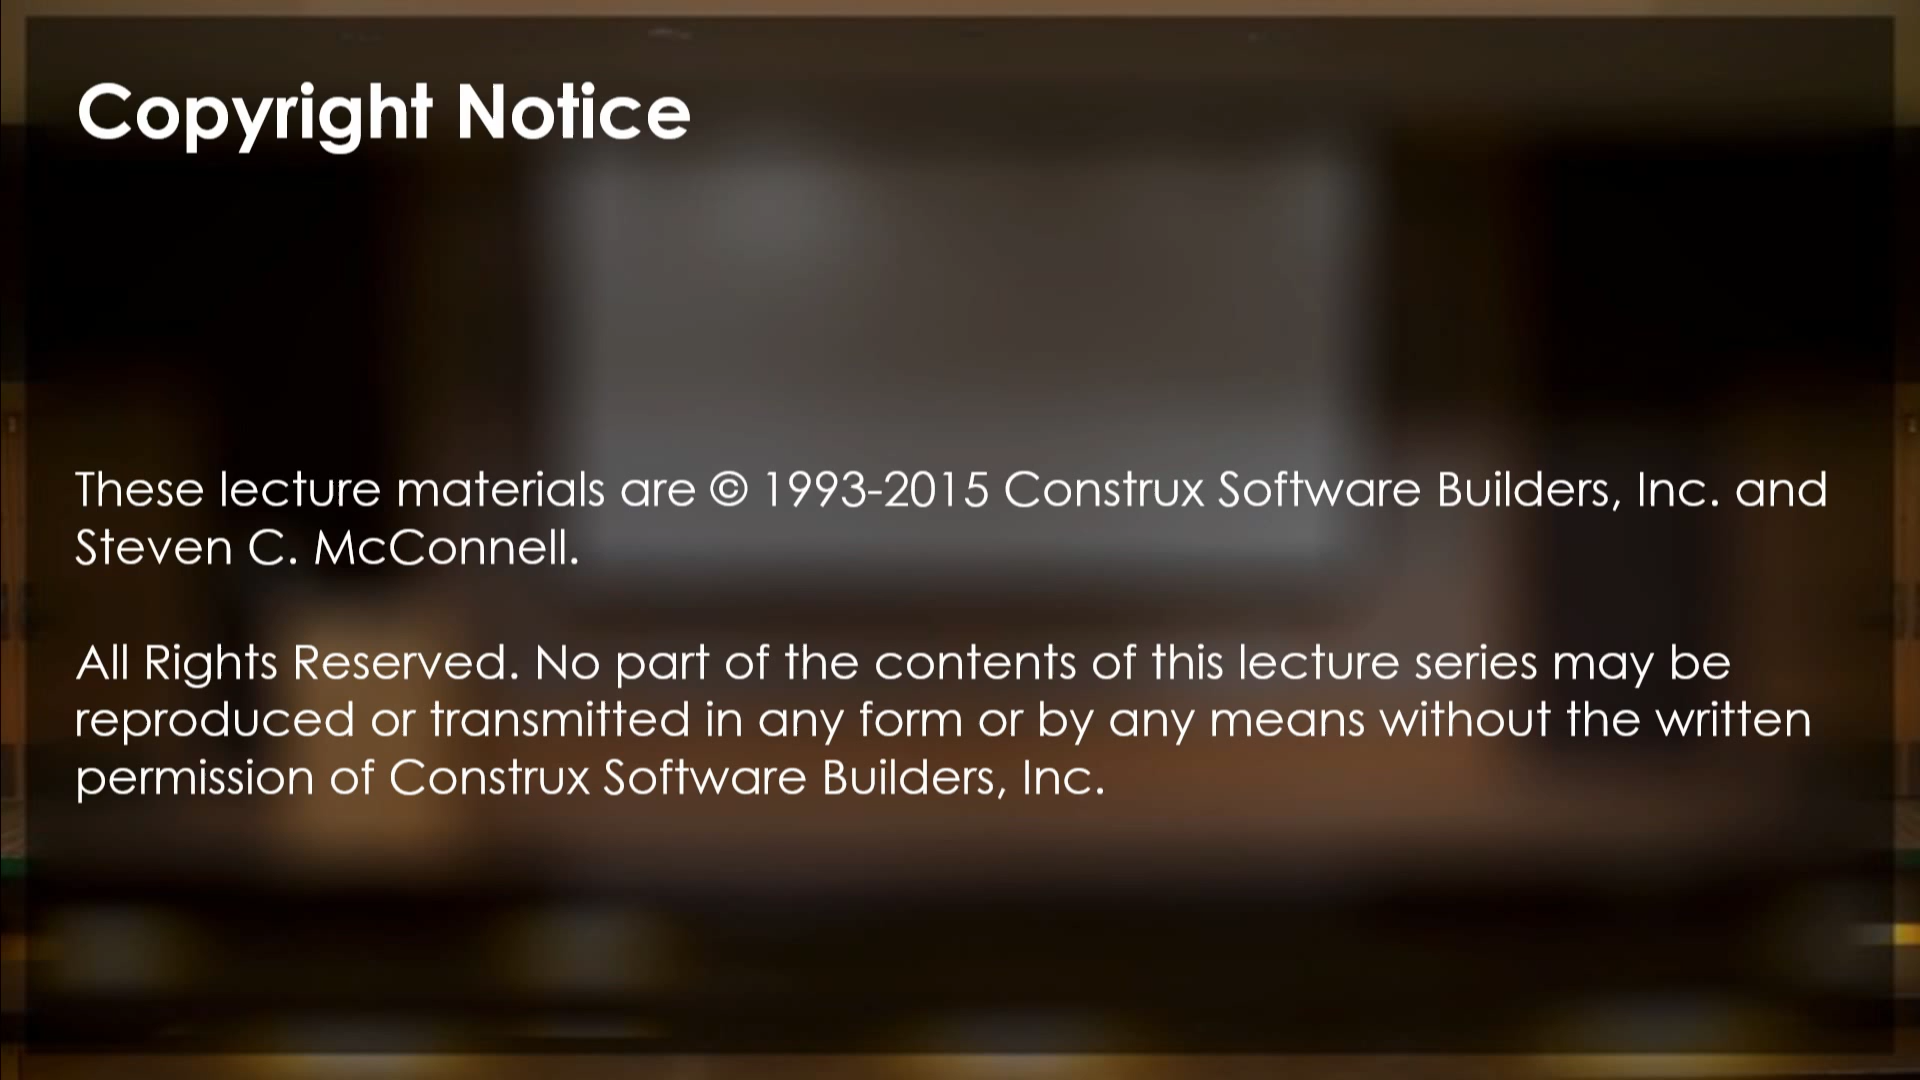 Copyright Notice
These lecture materials are © 1993-2015 Construx Software Builders, Inc. and
Steven C. McConnell.
All Rights Reserved. No part of the contents of this lecture series may be
reproduced or transmitted in any form or by any means without the written
permission of Construx Software Builders, Inc.